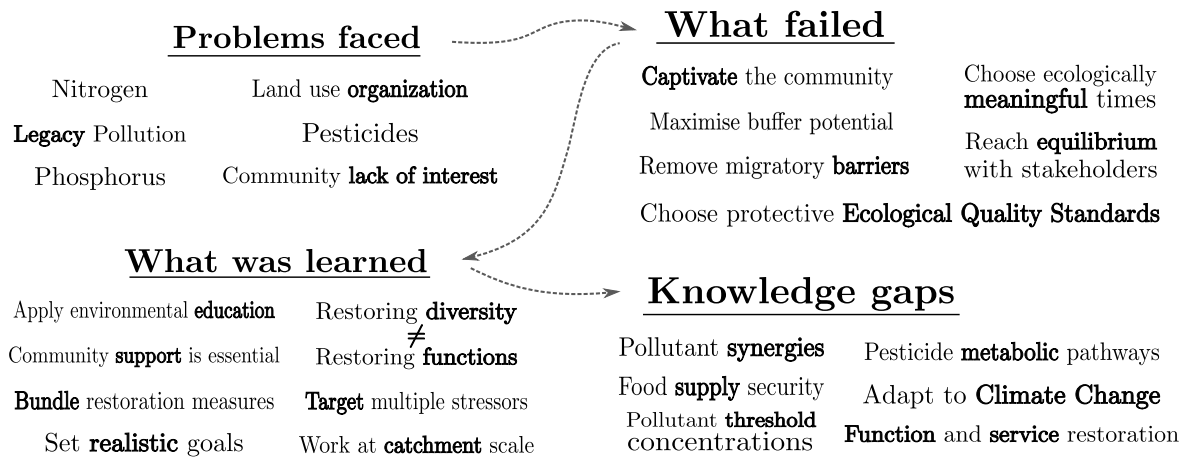 Problems faced
Nitrogen
Land use organization
Legacy Pollution
Pesticides
Phosphorus
Community lack of interest
What failed
Captivate the community
Choose ecologically
meaningful times
Maximise buffer potential
Reach equilibrium
with stakeholders
Remove migratory barriers
Choose protective Ecological Quality Standards
What was learned
Apply environmental education
Restoring diversity
≠
Restoring functions
Community support is essential
Bundle restoration measures
Target multiple stressors
Set realistic goals
Work at catchment scale
Knowledge gaps
Pollutant synergies
Pesticide metabolic pathways
Food supply security
Adapt to Climate Change
Pollutant threshold
concentrations
Function and service restoration